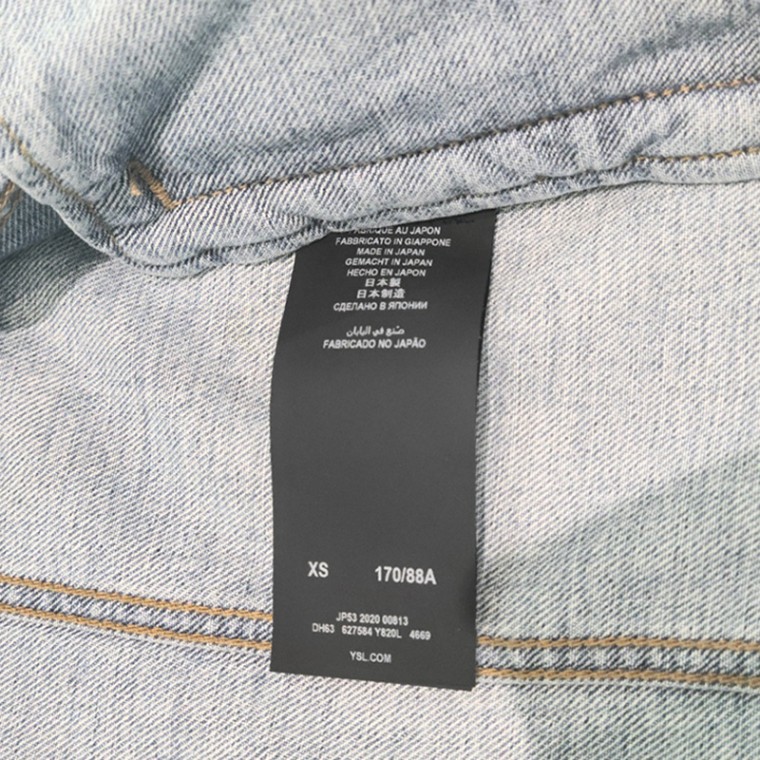 FABRIQUE AU JAPON
FABBRICATO IN GIAPPONE
MADE IN JAPAN
GEMACHT IN JAPAN
HECHO EN JAPON
日本製
日本制造
СДЕЛАНО В ЯПОНИИ
صنع في اليابان
FABRICADO NO JAPÃO
XS 170/88A
JP53 2020 00813
DH63 627584 Y820L 4669
YSL.COM